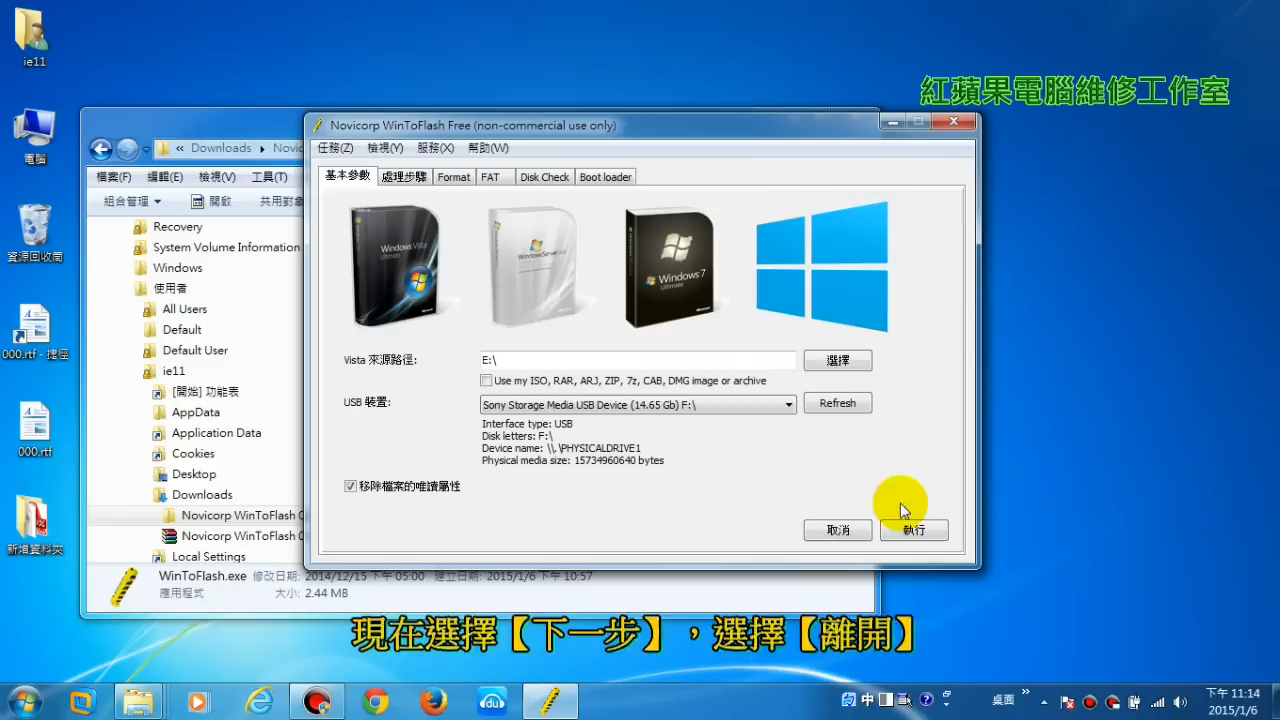 ie11
電腦
資源回收筒
000.rtf - 捷徑
000.rtf
新增資料夾
紅蘋果電腦維修工作室
« Downloads ▸ Novic
檔案(F) 編輯(E) 檢視(V) 工具(T)
組合管理 ▼ 開啟 共用對象
Recovery
System Volume Information
Windows
使用者
All Users
Default
Default User
ie11
[開始] 功能表
AppData
Application Data
Cookies
Desktop
Downloads
Novicorp WinToFlash
Novicorp WinToFlash
Local Settings
WinToFlash.exe 修改日期: 2014/12/15 下午 05:00 建立日期: 2015/1/6 下午 10:57
應用程式 大小: 2.44 MB
Novicorp WinToFlash Free (non-commercial use only)
任務(Z) 檢視(Y) 服務(X) 幫助(W)
基本參數 處理步驟 Format FAT Disk Check Boot loader
Windows Vista
Ultimate
Windows Server
Windows 7
Ultimate
Vista 來源路徑: E:\ 選擇
Use my ISO, RAR, ARJ, ZIP, 7z, CAB, DMG image or archive
USB 裝置: Sony Storage Media USB Device (14.65 Gb) F:\ Refresh
Interface type: USB
Disk letters: F:\
Device name: \\.\PHYSICALDRIVE1
Physical media size: 15734960640 bytes
移除檔案的唯讀屬性
取消 執行
現在選擇【下一步】，選擇【離開】
中 桌面 » 下午 11:14
2015/1/6